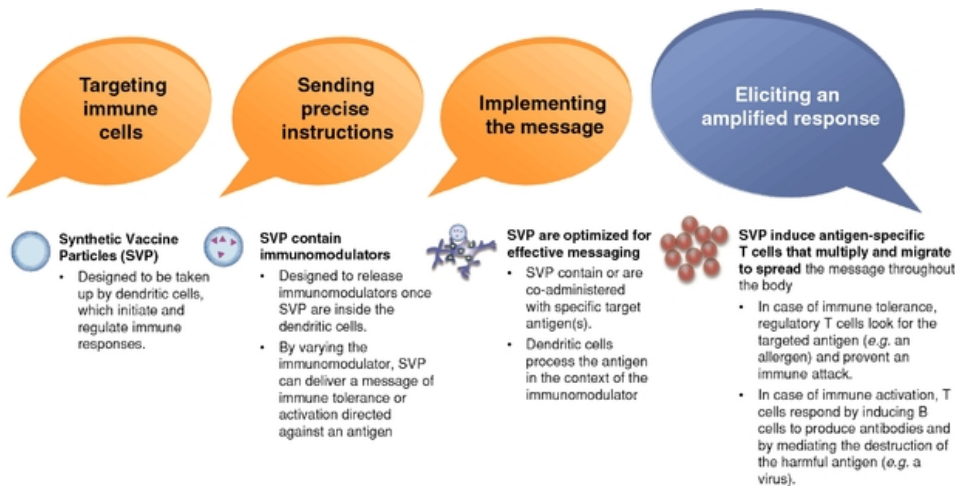 Targeting
immune
cells
Sending
precise
instructions
Implementing
the message
Eliciting an
amplified response
Synthetic Vaccine
Particles (SVP)
• Designed to be taken
up by dendritic cells,
which initiate and
regulate immune
responses.
SVP contain
immunomodulators
• Designed to release
immunomodulators once
SVP are inside the
dendritic cells.
• By varying the
immunomodulator, SVP
can deliver a message of
immune tolerance or
activation directed
against an antigen
SVP are optimized for
effective messaging
• SVP contain or are
co-administered
with specific target
antigen(s).
• Dendritic cells
process the antigen
in the context of the
immunomodulator
SVP induce antigen-specific
T cells that multiply and migrate
to spread the message throughout
the body
• In case of immune tolerance,
regulatory T cells look for the
targeted antigen (e.g. an
allergen) and prevent an
immune attack.
• In case of immune activation, T
cells respond by inducing B
cells to produce antibodies and
by mediating the destruction of
the harmful antigen (e.g. a
virus).